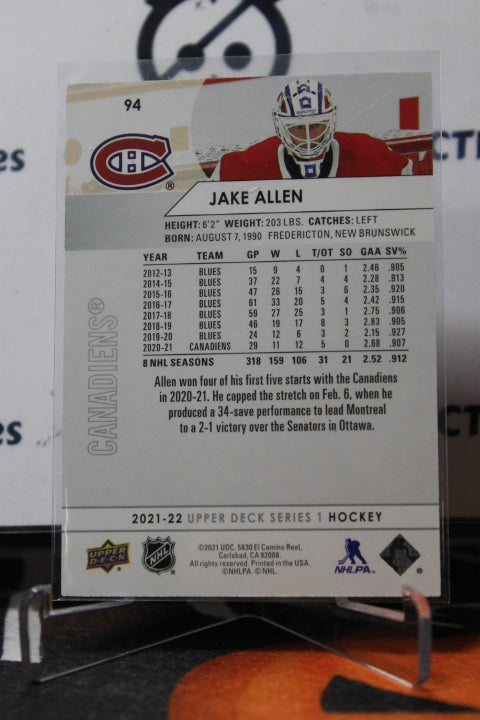 94
JAKE ALLEN
HEIGHT: 6'2" WEIGHT: 203 LBS. CATCHES: LEFT
BORN: AUGUST 7, 1990 FREDERICTON, NEW BRUNSWICK
YEAR TEAM GP W L T/OT SO GAA SV%
2012-13 BLUES 15 9 4 0 1 2.46 .905
2014-15 BLUES 37 22 7 4 4 2.28 .913
2015-16 BLUES 47 26 15 3 6 2.35 .920
2016-17 BLUES 61 33 20 5 4 2.42 .915
2017-18 BLUES 59 27 25 3 1 2.75 .906
2018-19 BLUES 46 19 17 8 3 2.83 .905
2019-20 BLUES 24 12 6 3 2 2.15 .927
2020-21 CANADIENS 29 11 12 5 0 2.68 .907
8 NHL SEASONS 318 159 106 31 21 2.52 .912
CANADIENS®
Allen won four of his first five starts with the Canadiens
in 2020-21. He capped the stretch on Feb. 6, when he
produced a 34-save performance to lead Montreal
to a 2-1 victory over the Senators in Ottawa.
2021-22 UPPER DECK SERIES 1 HOCKEY
UPPER DECK
NHL
©2021 UDC. 5830 El Camino Real,
Carlsbad, CA 92008.
All rights reserved. Printed in the USA.
©NHLPA. © NHL.
NHLPA